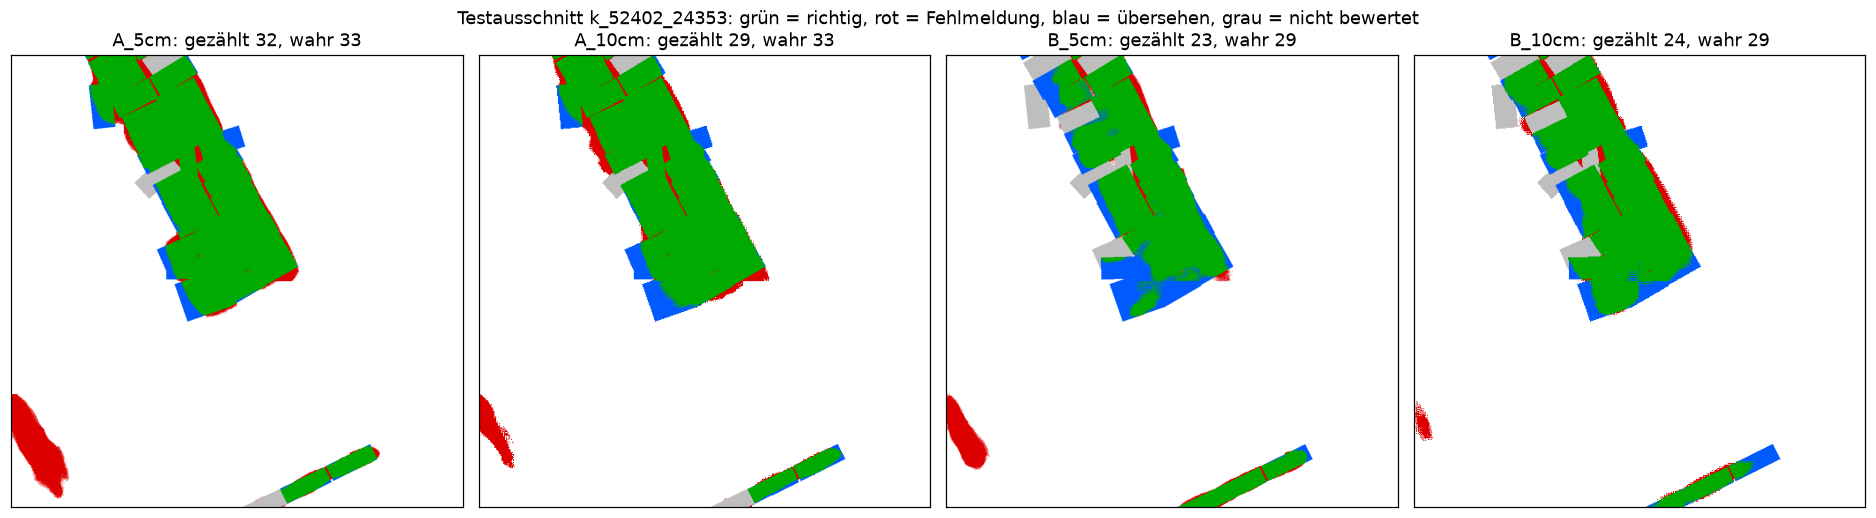 Testausschnitt k_52402_24353: grün = richtig, rot = Fehlmeldung, blau = übersehen, grau = nicht bewertet
A_5cm: gezählt 32, wahr 33
A_10cm: gezählt 29, wahr 33
B_5cm: gezählt 23, wahr 29
B_10cm: gezählt 24, wahr 29